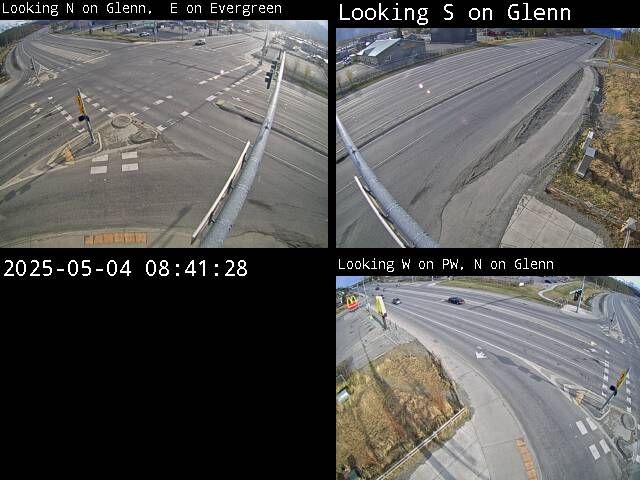 Looking N on Glenn,  E on Evergreen
Looking S on Glenn
2025-05-04 08:41:28
Looking W on PW, N on Glenn